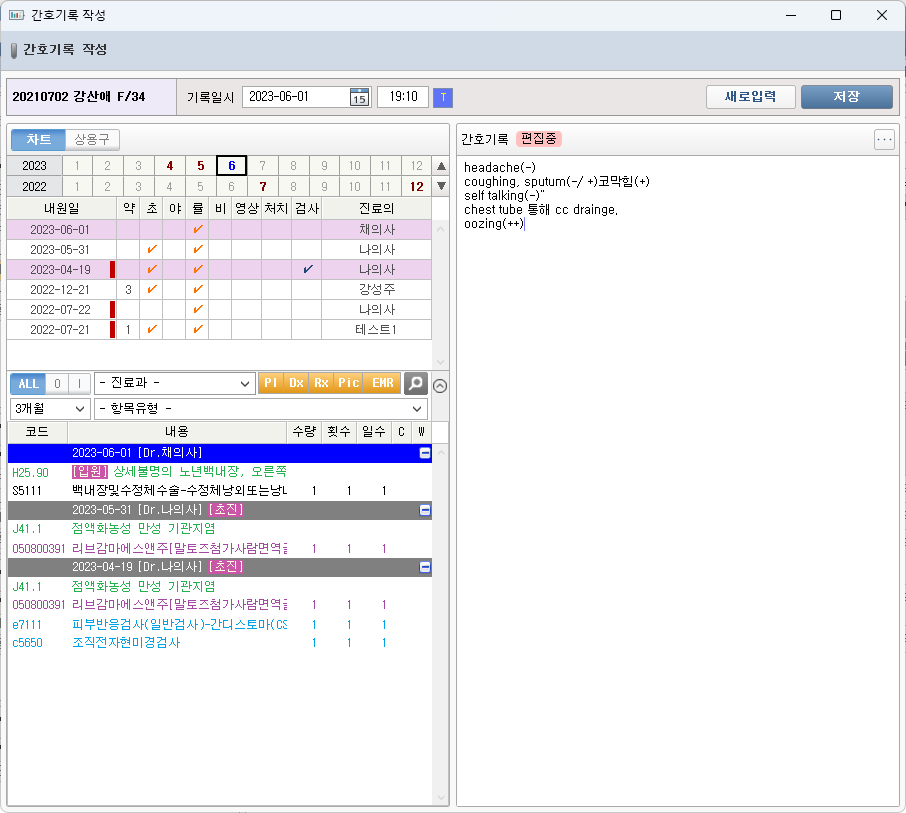 간호기록 작성
간호기록 작성
20210702 강산애 F/34 기록일시 2023-06-01 15 19:10 T 새로입력 저장
차트 상용구
2023 1 2 3 4 5 6 7 8 9 10 11 12
2022 1 2 3 4 5 6 7 8 9 10 11 12
내원일 약 초 야 률 비 영상 처치 검사 진료의
2023-06-01 채의사
2023-05-31 나의사
2023-04-19 나의사
2022-12-21 3 강성주
2022-07-22 나의사
2022-07-21 1 테스트1
ALL O I - 진료과 - PI Dx Rx Pic EMR
3개월 - 항목유형 -
코드 내용 수량 횟수 일수 C W
2023-06-01 [Dr.채의사]
H25.90 [입원] 상세불명의 노년백내장, 오른쪽
S5111 백내장및수정체수술-수정체낭외또는낭내 1 1 1
2023-05-31 [Dr.나의사] [초진]
J41.1 점액화농성 만성 기관지염
050800391 리브감마에스앤주[말토즈첨가사람면역글 1 1 1
2023-04-19 [Dr.나의사] [초진]
J41.1 점액화농성 만성 기관지염
050800391 리브감마에스앤주[말토즈첨가사람면역글 1 1 1
e7111 피부반응검사(일반검사)-간디스토마(CS 1 1 1
c5650 조직전자현미경검사 1 1 1
간호기록 편집중 ...
headache(-)
coughing, sputum(-/ +)코막힘(+)
self talking(-)"
chest tube 통해 cc drainge,
oozing(++)